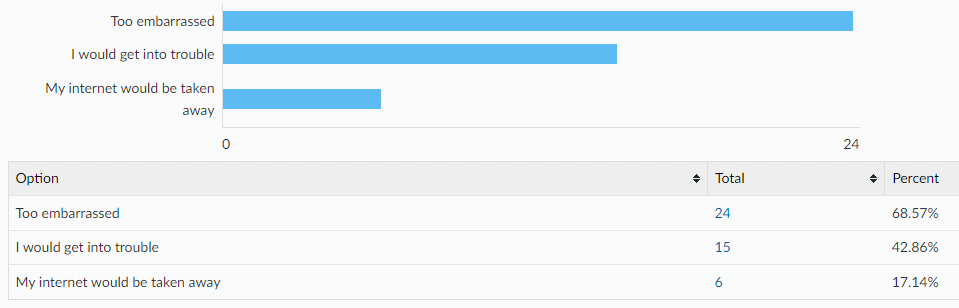 Too embarrassed
I would get into trouble
My internet would be taken
away
0 24
Option Total Percent
Too embarrassed 24 68.57%
I would get into trouble 15 42.86%
My internet would be taken away 6 17.14%